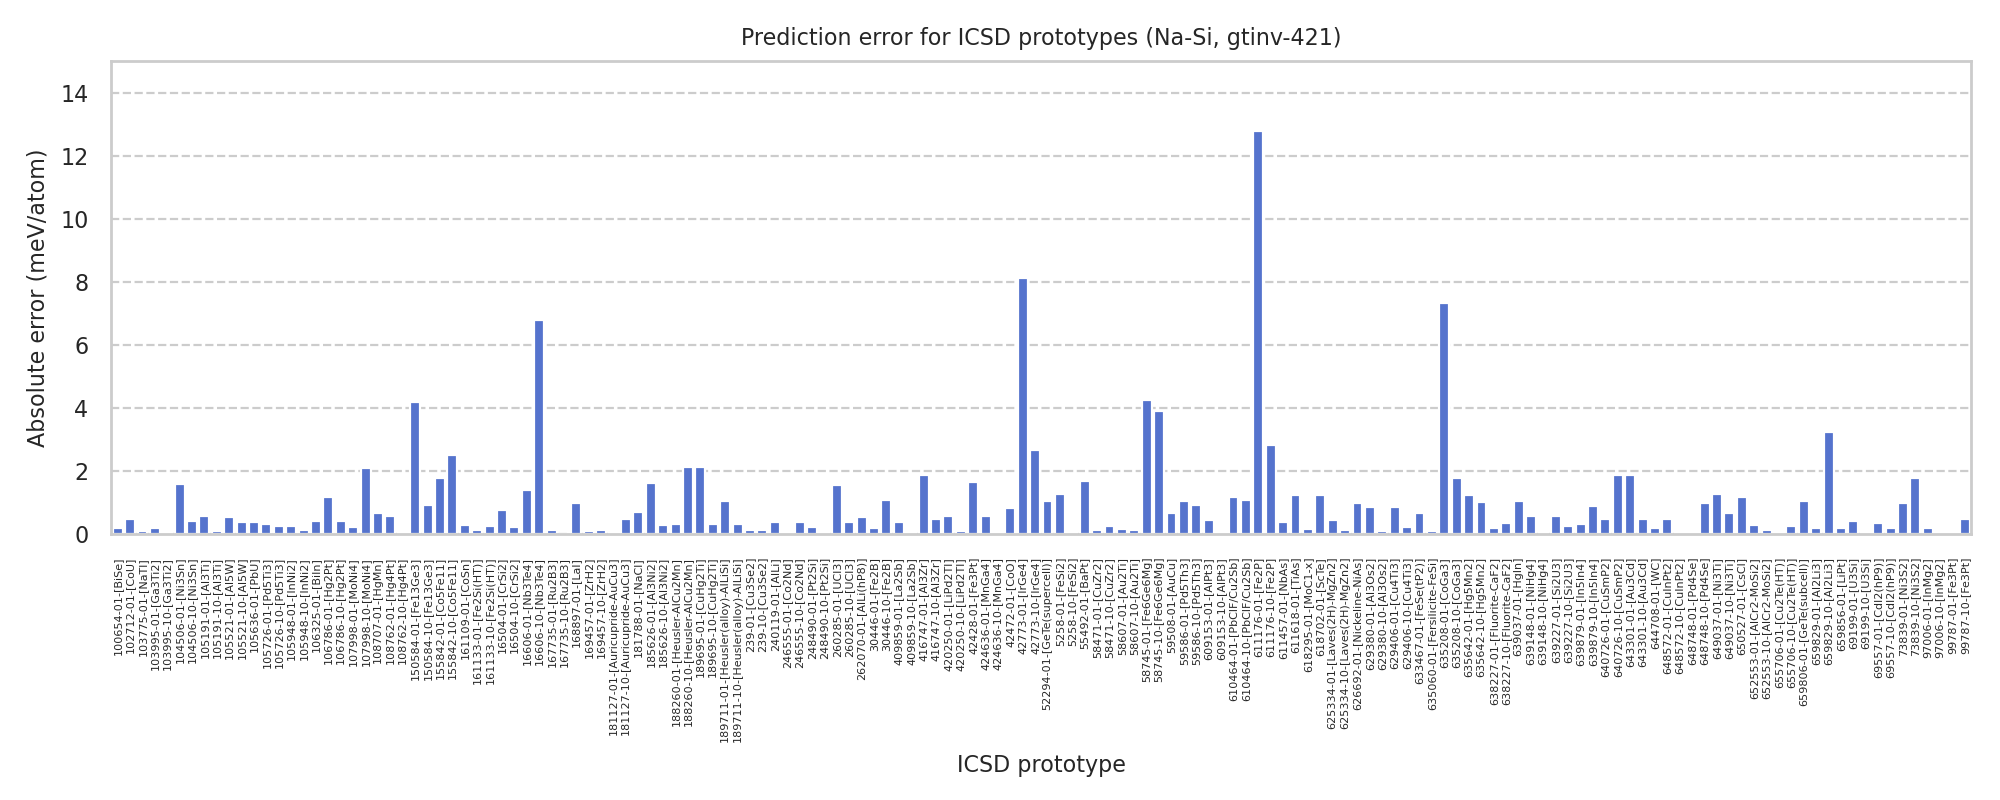 Prediction error for ICSD prototypes (Na-Si, gtinv-421)
Absolute error (meV/atom)
14
12
10
8
6
4
2
0
100654-01-[BiSe]
102712-01-[CoU]
103775-01-[NaTl]
103995-01-[Ga3Ti2]
103995-10-[Ga3Ti2]
104506-01-[Ni3Sn]
104506-10-[Ni3Sn]
105191-01-[Al3Ti]
105191-10-[Al3Ti]
105521-01-[Al5W]
105521-10-[Al5W]
105636-01-[PbU]
105726-01-[Pd5Ti3]
105726-10-[Pd5Ti3]
105948-01-[InNi2]
105948-10-[InNi2]
106325-01-[BiIn]
106786-01-[Hg2Pt]
106786-10-[Hg2Pt]
107998-01-[MoNi4]
107998-10-[MoNi4]
108707-01-[HgMn]
108762-01-[Hg4Pt]
108762-10-[Hg4Pt]
150584-01-[Fe13Ge3]
150584-10-[Fe13Ge3]
155842-01-[Co5Fe11]
155842-10-[Co5Fe11]
161109-01-[CoSn]
161133-01-[Fe2Si(HT)]
161133-10-[Fe2Si(HT)]
16504-01-[CrSi2]
16504-10-[CrSi2]
16606-01-[Nb3Te4]
16606-10-[Nb3Te4]
167735-01-[Ru2B3]
167735-10-[Ru2B3]
168897-01-[LaI]
169457-01-[ZrH2]
169457-10-[ZrH2]
181127-01-[Auricupride-AuCu3]
181127-10-[Auricupride-AuCu3]
181788-01-[NaCl]
185626-01-[Al3Ni2]
185626-10-[Al3Ni2]
188260-01-[Heusler-AlCu2Mn]
188260-10-[Heusler-AlCu2Mn]
189695-01-[CuHg2Ti]
189695-10-[CuHg2Ti]
189711-01-[Heusler(alloy)-AlLiSi]
189711-10-[Heusler(alloy)-AlLiSi]
239-01-[Cu3Se2]
239-10-[Cu3Se2]
240119-01-[AlLi]
246555-01-[Co2Nd]
246555-10-[Co2Nd]
248490-01-[Pt2Si]
248490-10-[Pt2Si]
260285-01-[UCl3]
260285-10-[UCl3]
262070-01-[AlLi(hP8)]
30446-01-[Fe2B]
30446-10-[Fe2B]
409859-01-[La2Sb]
409859-10-[La2Sb]
416747-01-[Al3Zr]
416747-10-[Al3Zr]
420250-01-[LiPd2Tl]
420250-10-[LiPd2Tl]
42428-01-[Fe3Pt]
424636-01-[MnGa4]
424636-10-[MnGa4]
42472-01-[CoO]
42773-01-[IrGe4]
42773-10-[IrGe4]
52294-01-[GeTe(supercell)]
5258-01-[FeSi2]
5258-10-[FeSi2]
55492-01-[BaPt]
58471-01-[CuZr2]
58471-10-[CuZr2]
58607-01-[Au2Ti]
58607-10-[Au2Ti]
58745-01-[Fe6Ge6Mg]
58745-10-[Fe6Ge6Mg]
59508-01-[AuCu]
59586-01-[Pd5Th3]
59586-10-[Pd5Th3]
609153-01-[AlPt3]
609153-10-[AlPt3]
610464-01-[PbClF/Cu2Sb]
610464-10-[PbClF/Cu2Sb]
611176-01-[Fe2P]
611176-10-[Fe2P]
611457-01-[NbAs]
611618-01-[TiAs]
618295-01-[MoC1-x]
618702-01-[ScTe]
625334-01-[Laves(2H)-MgZn2]
625334-10-[Laves(2H)-MgZn2]
626692-01-[Nickeline-NiAs]
629380-01-[Al3Os2]
629380-10-[Al3Os2]
629406-01-[Cu4Ti3]
629406-10-[Cu4Ti3]
633467-01-[FeSe(tP2)]
635060-01-[Fersilicite-FeSi]
635208-01-[CoGa3]
635208-10-[CoGa3]
635642-01-[Hg5Mn2]
635642-10-[Hg5Mn2]
638227-01-[Fluorite-CaF2]
638227-10-[Fluorite-CaF2]
639037-01-[HgIn]
639148-01-[NiHg4]
639148-10-[NiHg4]
639227-01-[Si2U3]
639227-10-[Si2U3]
639879-01-[In5In4]
639879-10-[In5In4]
640726-01-[CuSmP2]
640726-10-[CuSmP2]
643301-01-[Au3Cd]
643301-10-[Au3Cd]
644708-01-[WC]
648572-01-[CuInPt2]
648572-10-[CuInPt2]
648748-01-[Pd4Se]
648748-10-[Pd4Se]
649037-01-[Ni3Ti]
649037-10-[Ni3Ti]
650527-01-[CsCl]
652553-01-[AlCr2-MoSi2]
652553-10-[AlCr2-MoSi2]
655706-01-[Cu2Te(HT)]
655706-10-[Cu2Te(HT)]
659806-01-[GeTe(subcell)]
659829-01-[Al2Li3]
659829-10-[Al2Li3]
659856-01-[LiPt]
69199-01-[U3Si]
69199-10-[U3Si]
69557-01-[CdI2(hP9)]
69557-10-[CdI2(hP9)]
73839-01-[Ni3S2]
73839-10-[Ni3S2]
97006-01-[InMg2]
97006-10-[InMg2]
99787-01-[Fe3Pt]
99787-10-[Fe3Pt]
ICSD prototype